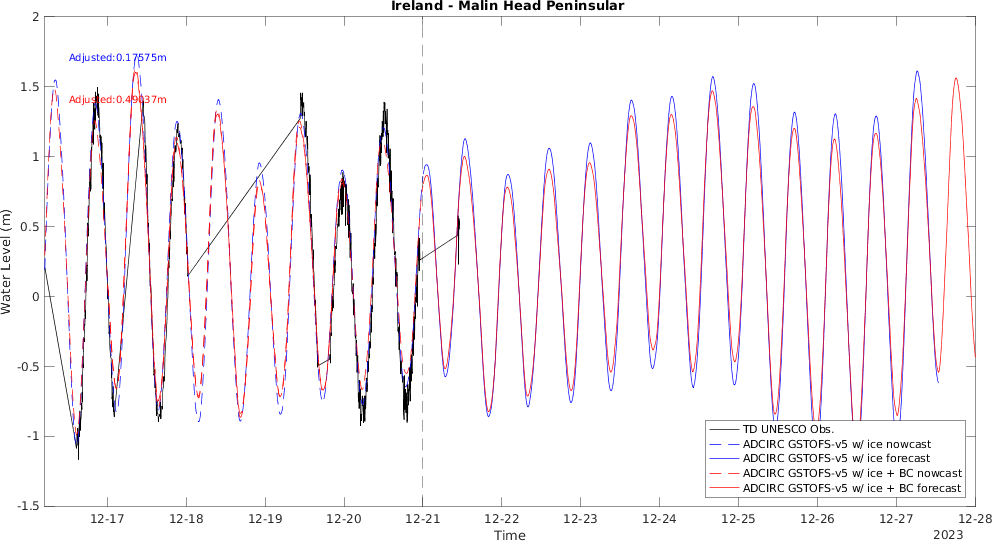 Ireland - Malin Head Peninsular
2
1.5
1
0.5
0
-0.5
-1
-1.5
Water Level (m)
Adjusted:0.17575m
Adjusted:0.49037m
TD UNESCO Obs.
ADCIRC GSTOFS-v5 w/ ice nowcast
ADCIRC GSTOFS-v5 w/ ice forecast
ADCIRC GSTOFS-v5 w/ ice + BC nowcast
ADCIRC GSTOFS-v5 w/ ice + BC forecast
12-17 12-18 12-19 12-20 12-21 12-22 12-23 12-24 12-25 12-26 12-27 12-28
Time
2023